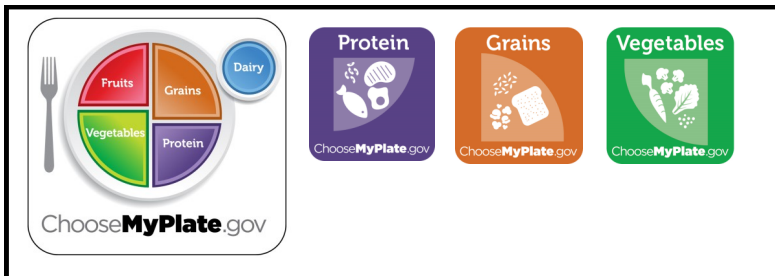 Fruits
Grains
Dairy
Vegetables
Protein
ChooseMyPlate.gov
Protein
ChooseMyPlate.gov
Grains
ChooseMyPlate.gov
Vegetables
ChooseMyPlate.gov